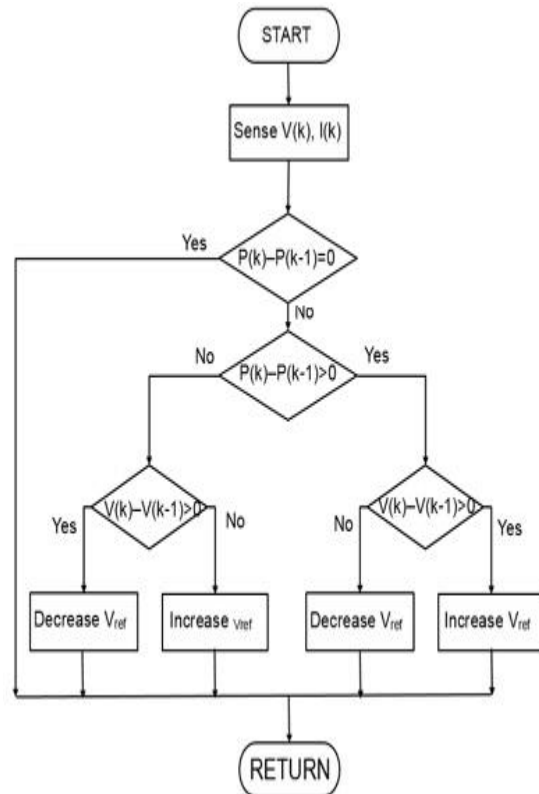 START
Sense V(k), I(k)
Yes
P(k)–P(k-1)=0
No
No
P(k)–P(k-1)>0
Yes
V(k)–V(k-1)>0
V(k)–V(k-1)>0
Yes
No
No
Yes
Decrease Vref
Increase Vref
Decrease Vref
Increase Vref
RETURN